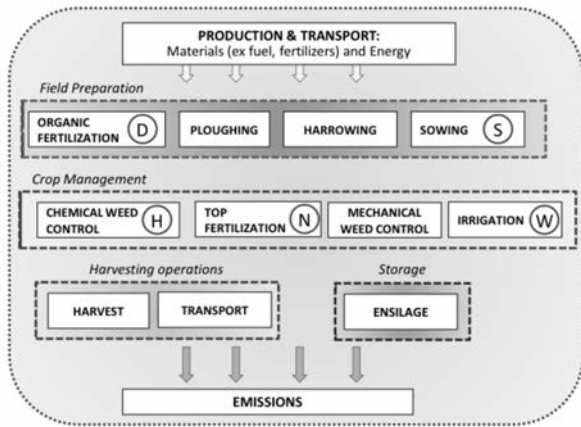 PRODUCTION & TRANSPORT:
Materials (ex fuel, fertilizers) and Energy
Field Preparation
ORGANIC
FERTILIZATION D
PLOUGHING
HARROWING
SOWING S
Crop Management
CHEMICAL WEED
CONTROL H
TOP
FERTILIZATION N
MECHANICAL
WEED CONTROL
IRRIGATION W
Harvesting operations
Storage
HARVEST
TRANSPORT
ENSILAGE
EMISSIONS